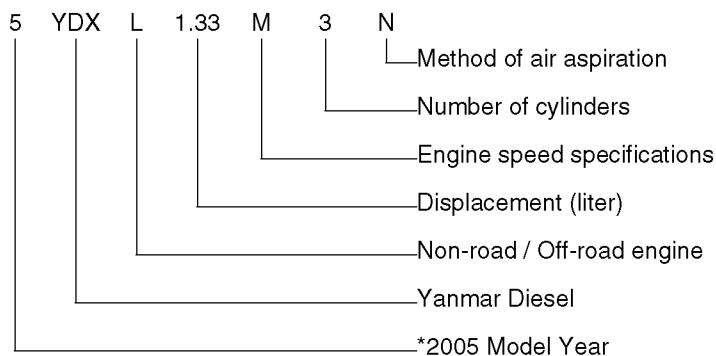 5 YDX L 1.33 M 3 N
Method of air aspiration
Number of cylinders
Engine speed specifications
Displacement (liter)
Non-road / Off-road engine
Yanmar Diesel
*2005 Model Year